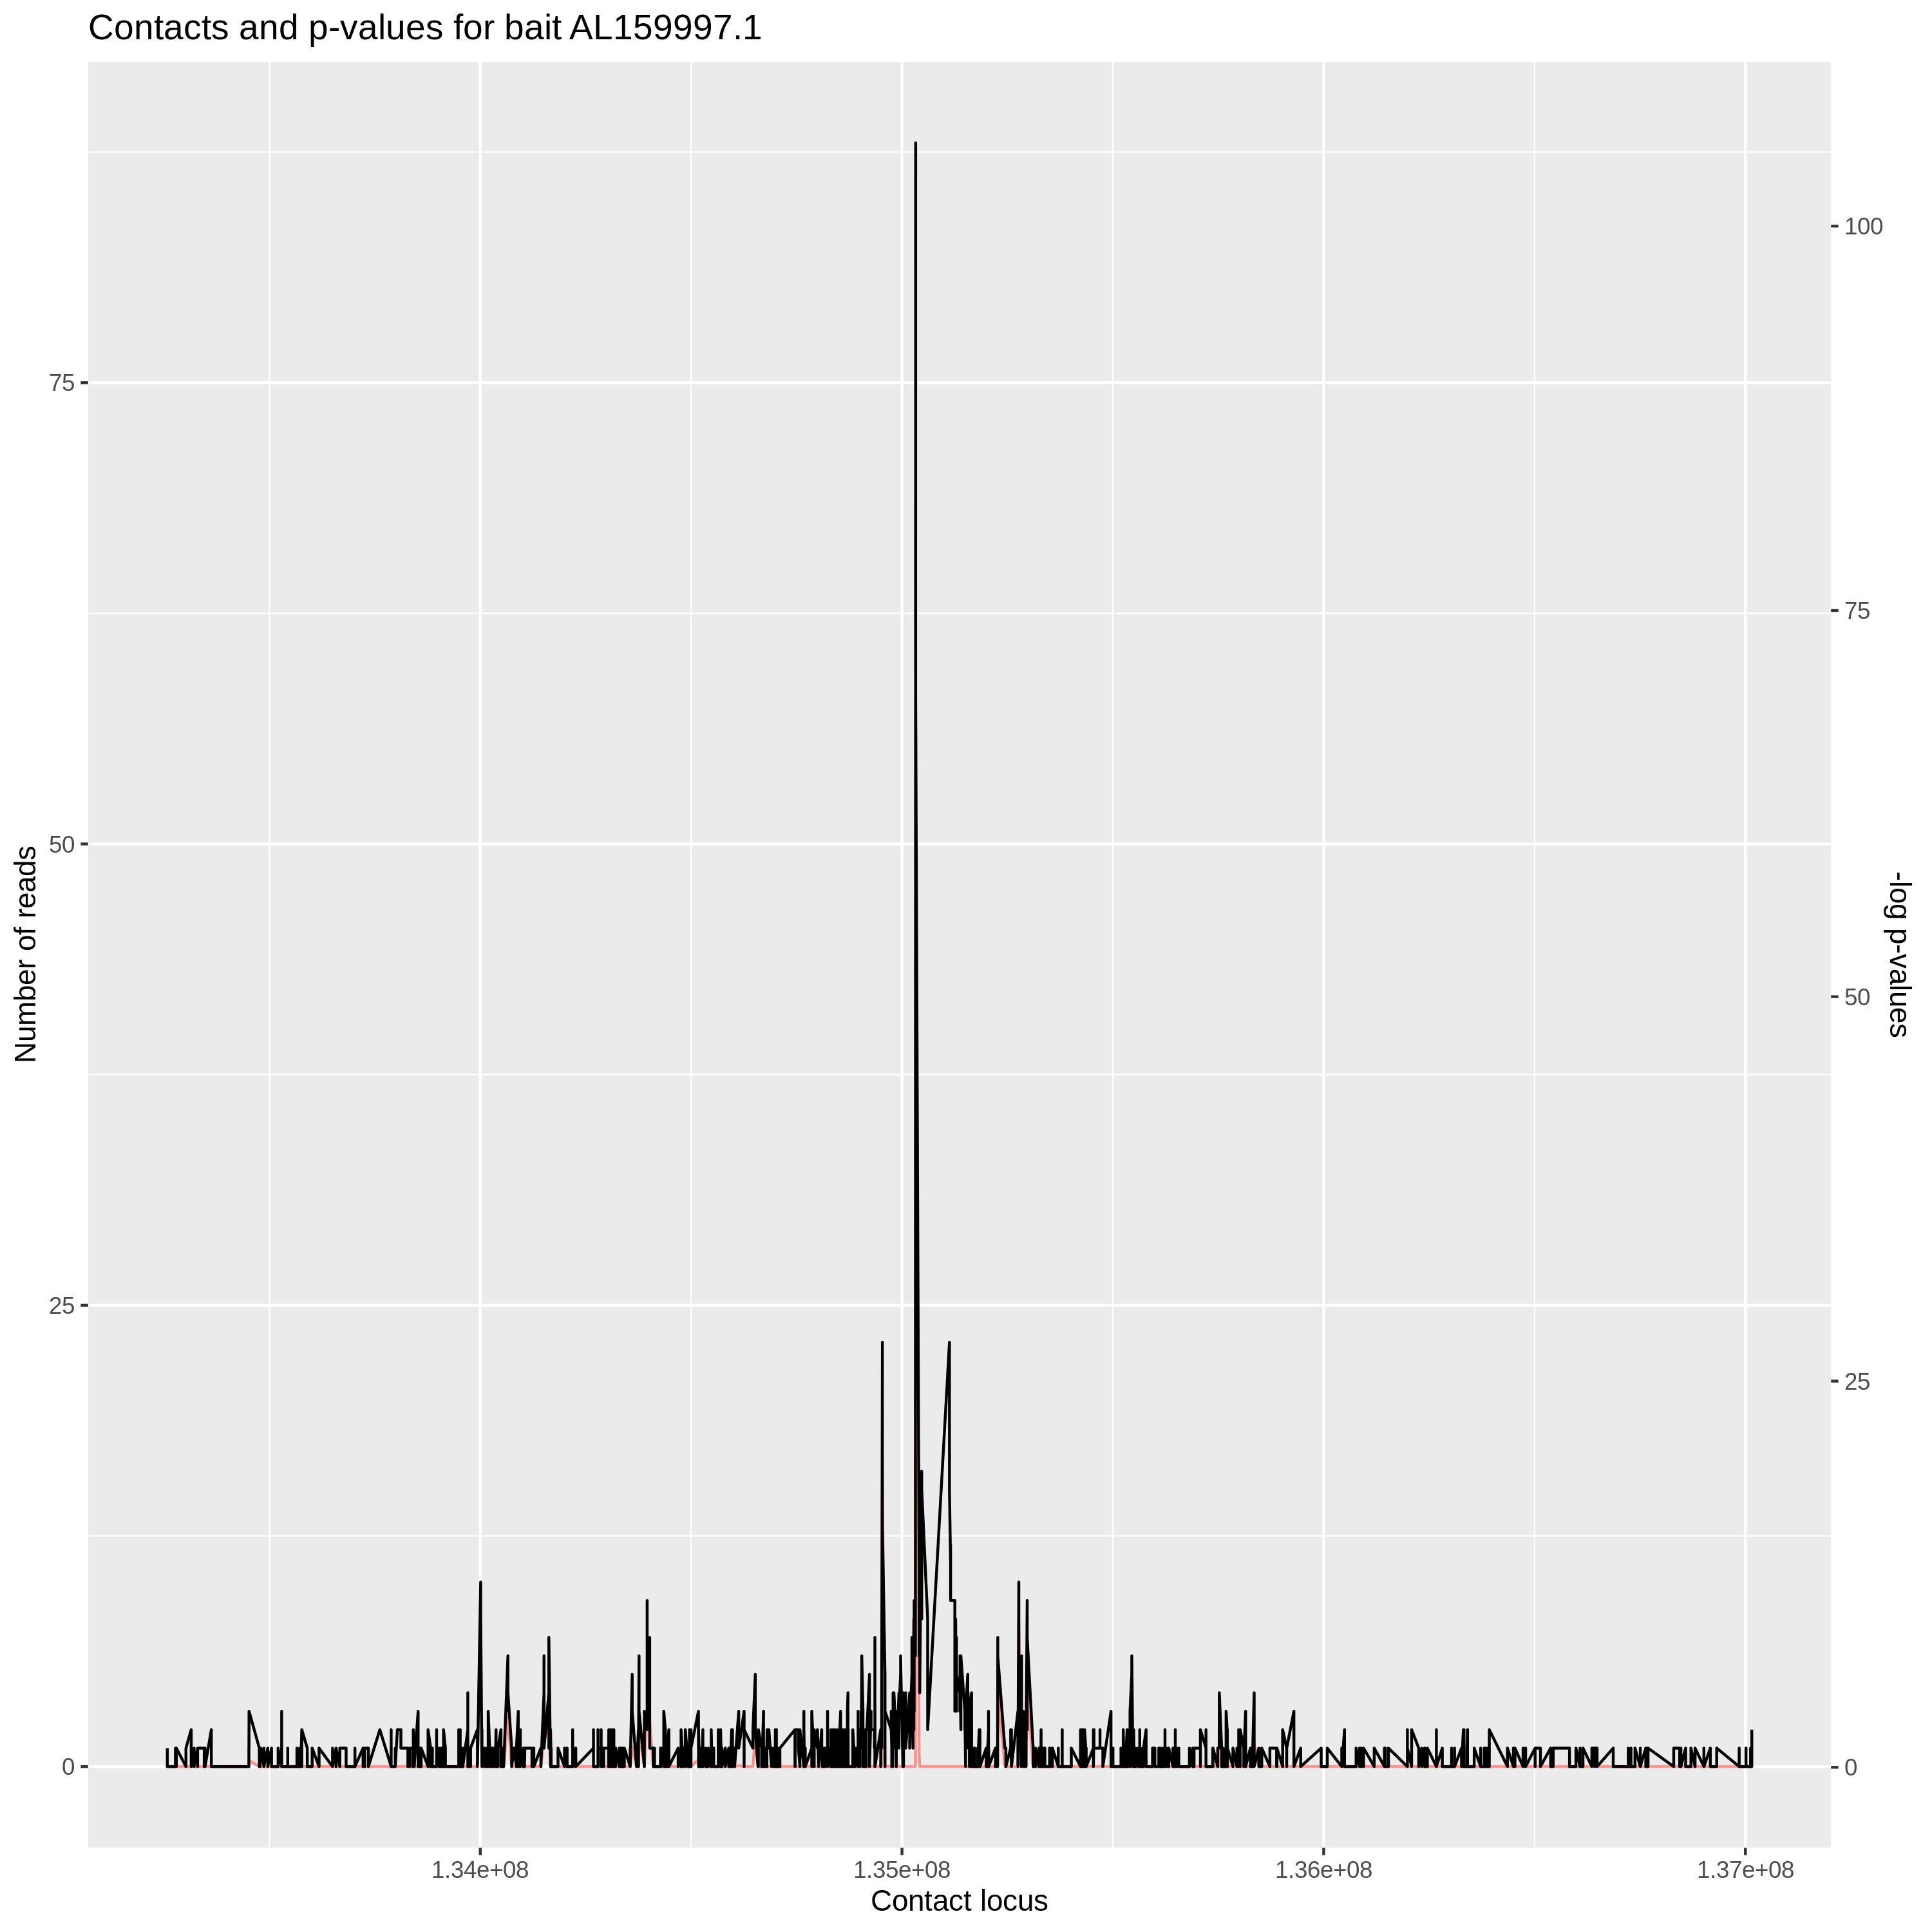 Contacts and p-values for bait AL159997.1
Number of reads
75
50
25
0
100
75
50
25
0
-log p-values
1.34e+08 1.35e+08 1.36e+08 1.37e+08
Contact locus